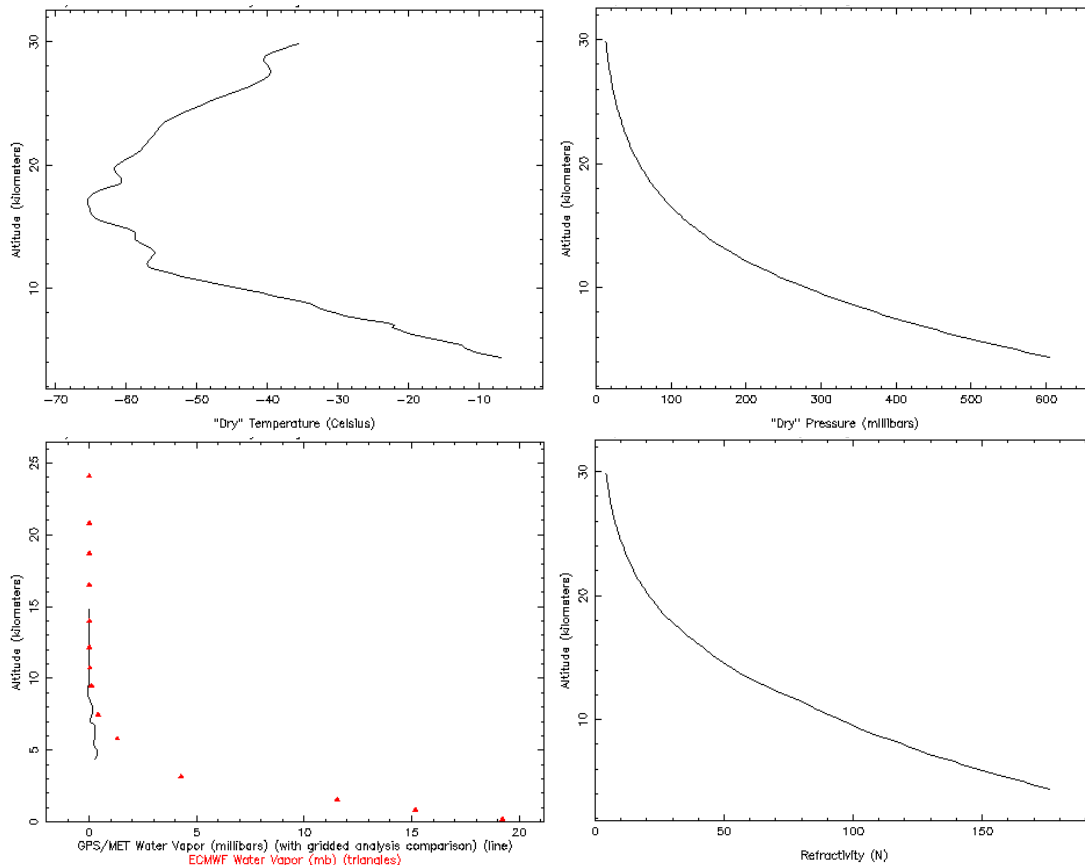 30
20
10
Altitude (kilometers)
−70 −60 −50 −40 −30 −20 −10
"Dry" Temperature (Celsius)
30
20
10
Altitude (kilometers)
0 100 200 300 400 500 600
"Dry" Pressure (millibars)
25
20
15
10
5
0
Altitude (kilometers)
0 5 10 15 20
GPS/MET Water Vapor (millibars) (with gridded analysis comparison) (line)
ECMWF Water Vapor (mb) (triangles)
30
20
10
Altitude (kilometers)
0 50 100 150
Refractivity (N)